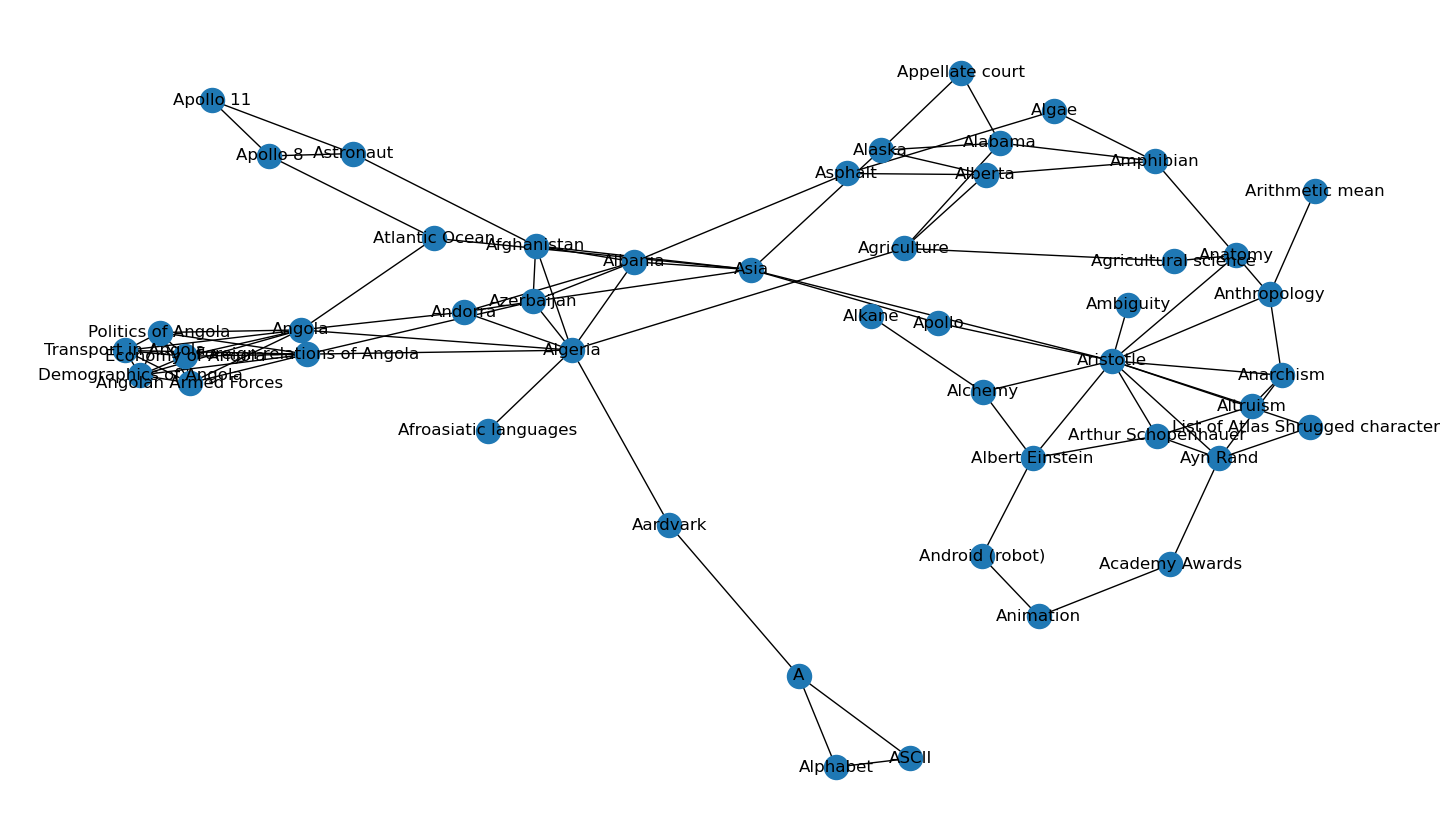 Appellate court
Apollo 11
Algae
Alabama
Alaska
Apollo 8
Astronaut
Amphibian
Asphalt
Alberta
Arithmetic mean
Atlantic Ocean
Afghanistan
Agriculture
Anatomy
Albania
Agricultural science
Asia
Anthropology
Azerbaijan
Ambiguity
Andorra
Alkane
Apollo
Angola
Politics of Angola
Transport in Angola
Economy of Angola
Foreign relations of Angola
Algeria
Aristotle
Demographics of Angola
Anarchism
Angolan Armed Forces
Alchemy
Altruism
List of Atlas Shrugged character
Afroasiatic languages
Arthur Schopenhauer
Albert Einstein
Ayn Rand
Aardvark
Android (robot)
Academy Awards
Animation
A
ASCII
Alphabet